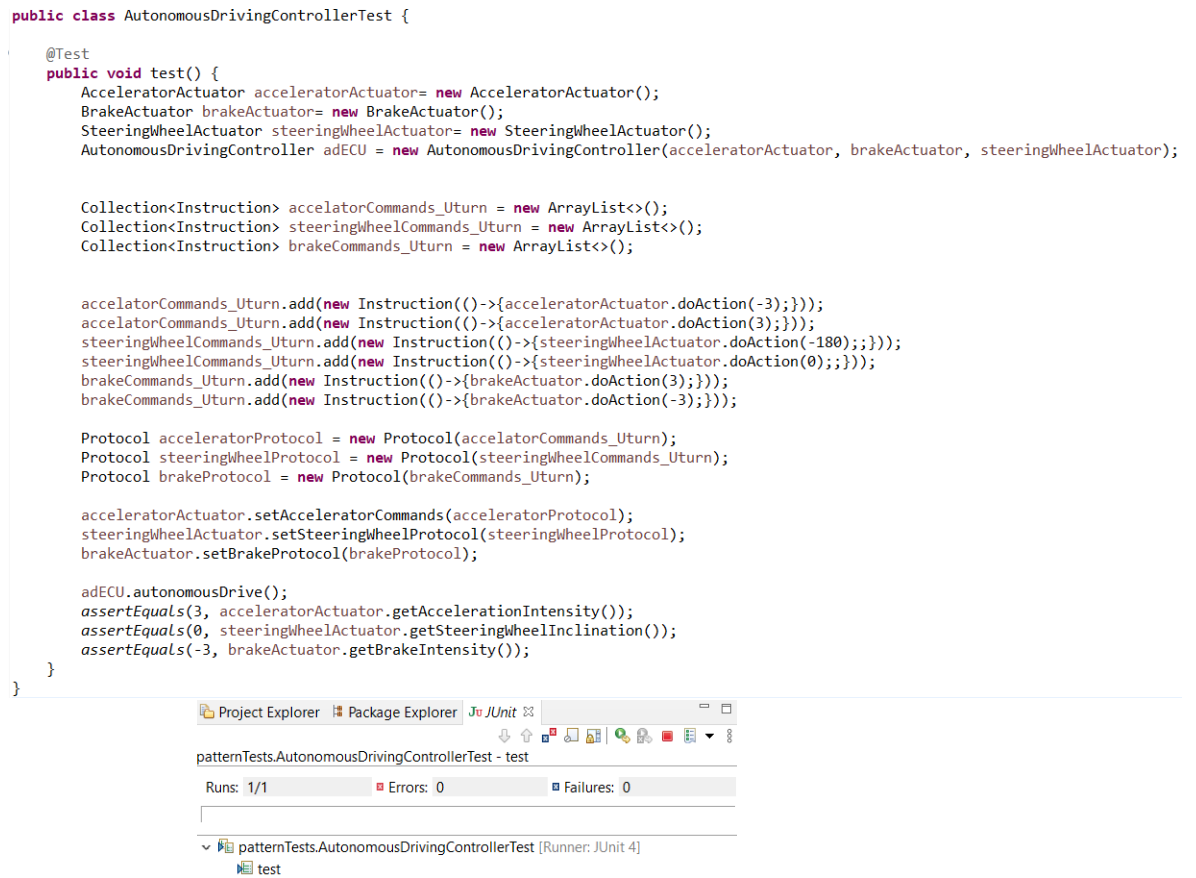 public class AutonomousDrivingControllerTest {
@Test
public void test() {
AcceleratorActuator acceleratorActuator= new AcceleratorActuator();
BrakeActuator brakeActuator= new BrakeActuator();
SteeringWheelActuator steeringWheelActuator= new SteeringWheelActuator();
AutonomousDrivingController adECU = new AutonomousDrivingController(acceleratorActuator, brakeActuator, steeringWheelActuator);
Collection<Instruction> accelatorCommands_Uturn = new ArrayList<>();
Collection<Instruction> steeringWheelCommands_Uturn = new ArrayList<>();
Collection<Instruction> brakeCommands_Uturn = new ArrayList<>();
accelatorCommands_Uturn.add(new Instruction(()->{acceleratorActuator.doAction(-3);}));
accelatorCommands_Uturn.add(new Instruction(()->{acceleratorActuator.doAction(3);}));
steeringWheelCommands_Uturn.add(new Instruction(()->{steeringWheelActuator.doAction(-180);;}));
steeringWheelCommands_Uturn.add(new Instruction(()->{steeringWheelActuator.doAction(0);;}));
brakeCommands_Uturn.add(new Instruction(()->{brakeActuator.doAction(3);}));
brakeCommands_Uturn.add(new Instruction(()->{brakeActuator.doAction(-3);}));
Protocol acceleratorProtocol = new Protocol(accelatorCommands_Uturn);
Protocol steeringWheelProtocol = new Protocol(steeringWheelCommands_Uturn);
Protocol brakeProtocol = new Protocol(brakeCommands_Uturn);
acceleratorActuator.setAcceleratorCommands(acceleratorProtocol);
steeringWheelActuator.setSteeringWheelProtocol(steeringWheelProtocol);
brakeActuator.setBrakeProtocol(brakeProtocol);
adECU.autonomousDrive();
assertEquals(3, acceleratorActuator.getAccelerationIntensity());
assertEquals(0, steeringWheelActuator.getSteeringWheelInclination());
assertEquals(-3, brakeActuator.getBrakeIntensity());
}
}
Project Explorer Package Explorer Ju JUnit
patternTests.AutonomousDrivingControllerTest - test
Runs: 1/1 Errors: 0 Failures: 0
patternTests.AutonomousDrivingControllerTest [Runner: JUnit 4]
test